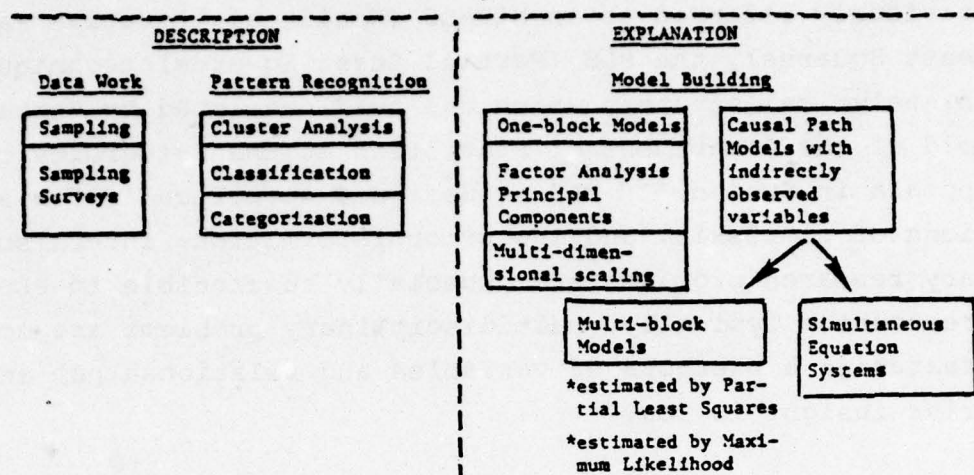 DESCRIPTION
Data Work
Pattern Recognition
Sampling
Sampling
Surveys
Cluster Analysis
Classification
Categorization
EXPLANATION
Model Building
One-block Models
Factor Analysis
Principal
Components
Multi-dimen-
sional scaling
Causal Path
Models with
indirectly
observed
variables
Multi-block
Models
*estimated by Par-
tial Least Squares
*estimated by Maxi-
mum Likelihood
Simultaneous
Equation
Systems